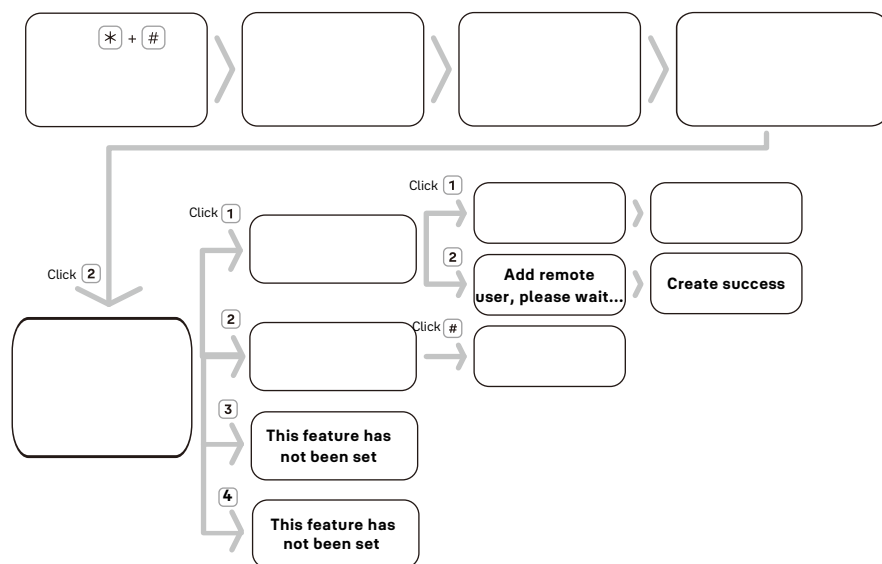 * + #
Click 1
Click 1
2
Add remote
user, please wait...
Create success
Click 2
2
Click #
3
This feature has
not been set
4
This feature has
not been set